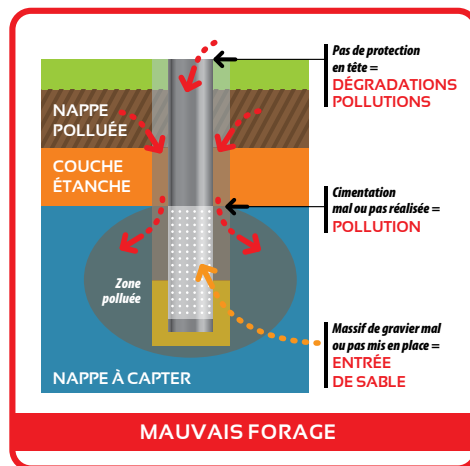 Pas de protection
en tête =
DÉGRADATIONS
POLLUTIONS
NAPPE
POLLUÉE
COUCHE
ÉTANCHE
Cimentation
mal ou pas réalisée =
POLLUTION
Zone
polluée
Massif de gravier mal
ou pas mis en place =
ENTRÉE
DE SABLE
NAPPE À CAPTER
MAUVAIS FORAGE